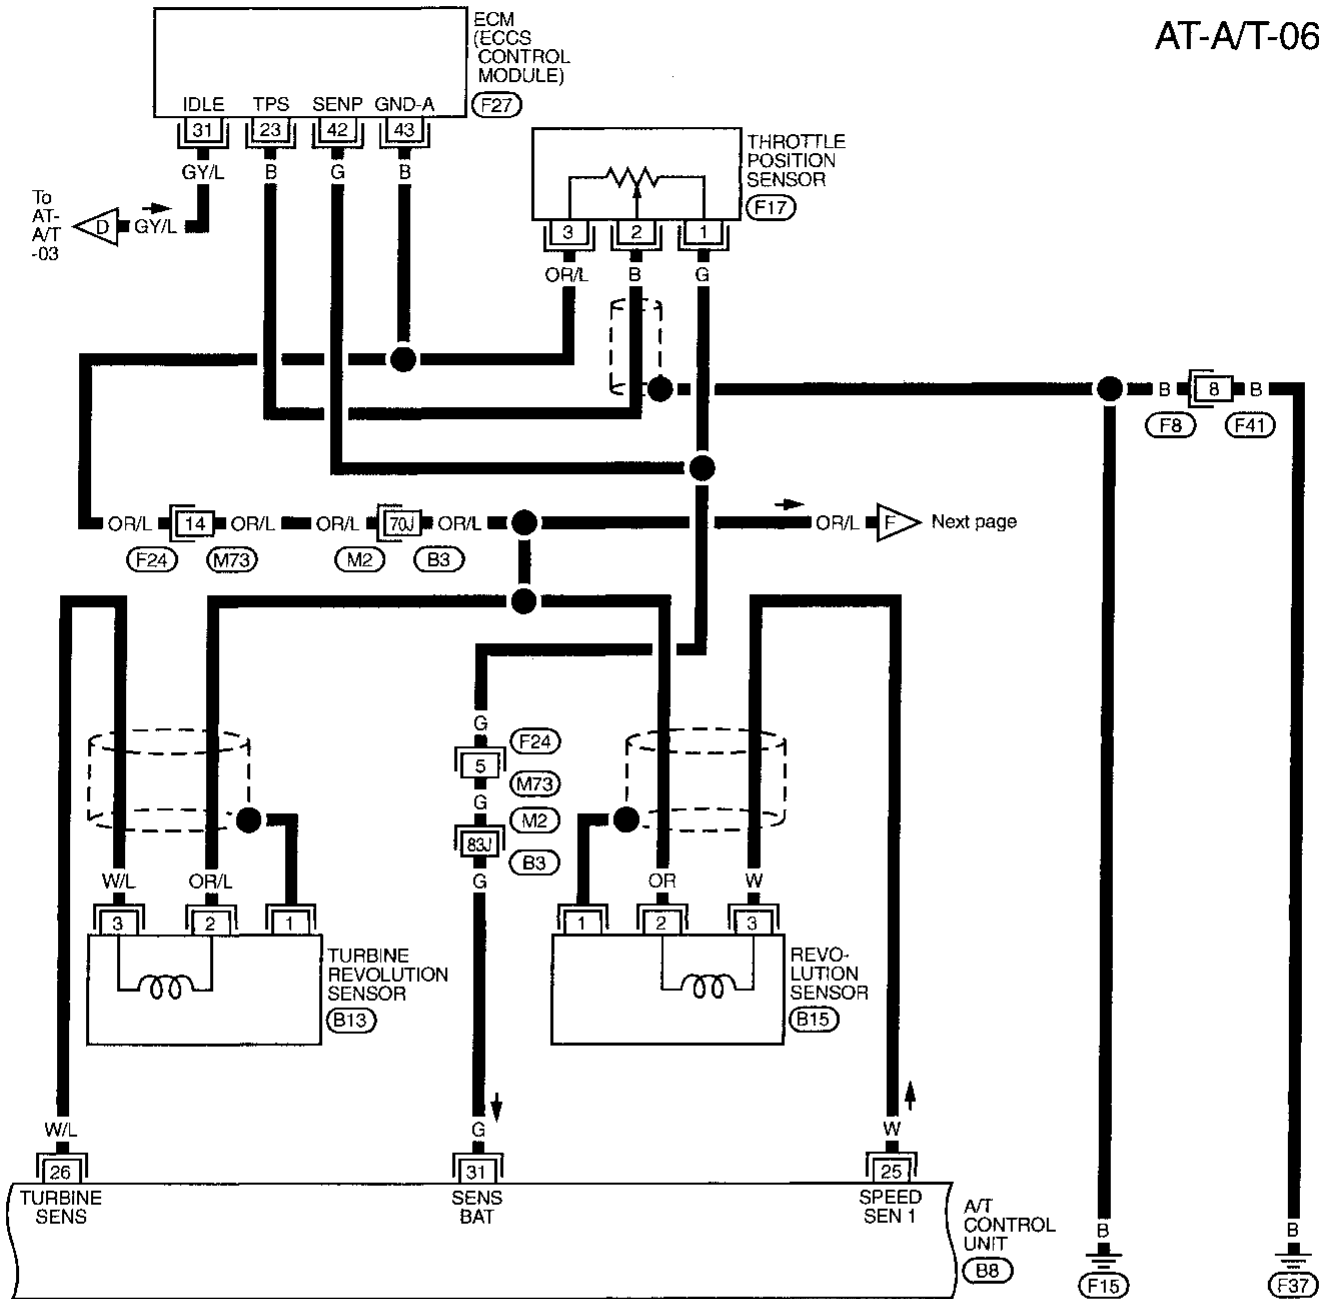 AT-A/T-06
ECM
(ECCS
CONTROL
MODULE)
F27
IDLE TPS SENP GND-A
31 23 42 43
GY/L B G B
THROTTLE
POSITION
SENSOR
F17
To
AT-
A/T
-03
D GY/L
3 2 1
OR/L B G
B 8 B
F8 F41
OR/L 14 OR/L OR/L 70J OR/L OR/L F Next page
F24 M73 M2 B3
G
F24
5
M73
G
M2
83J
B3
G
W/L OR/L
3 2 1
TURBINE
REVOLUTION
SENSOR
B13
OR W
1 2 3
REVO-
LUTION
SENSOR
B15
W/L G W
26 31 25
TURBINE
SENS
SENS
BAT
SPEED
SEN 1
A/T
CONTROL
UNIT
B8
B B
F15 F37